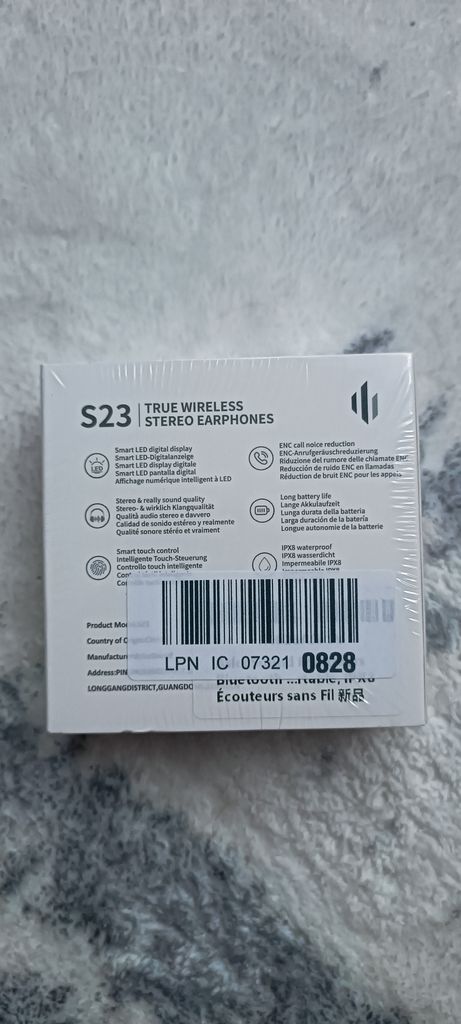 S23
TRUE WIRELESS
STEREO EARPHONES
LED
Smart LED digital display
Smart LED-Digitalanzeige
Smart LED display digitale
Smart LED pantalla digital
Affichage numérique intelligent à LED
ENC call noice reduction
ENC-Anrufgeräuschreduzierung
Riduzione del rumore delle chiamate ENC
Reducción de ruido ENC en llamadas
Réduction de bruit ENC pour les appels
Stereo & really sound quality
Stereo- & wirklich Klangqualität
Qualità audio stereo e davvero
Calidad de sonido estéreo y realmente
Qualité sonore stéréo et vraiment
Long battery life
Lange Akkulaufzeit
Lunga durata della batteria
Larga duración de la batería
Longue autonomie de la batterie
Smart touch control
Intelligente Touch-Steuerung
Controllo touch intelligente
IPX8 waterproof
IPX8 wasserdicht
Impermeabile IPX8
Product
Country of
Address:
LONGGANGDISTRICT,
LPN IC 07321 0828
Bluetooth
Écouteurs sans Fil 新品